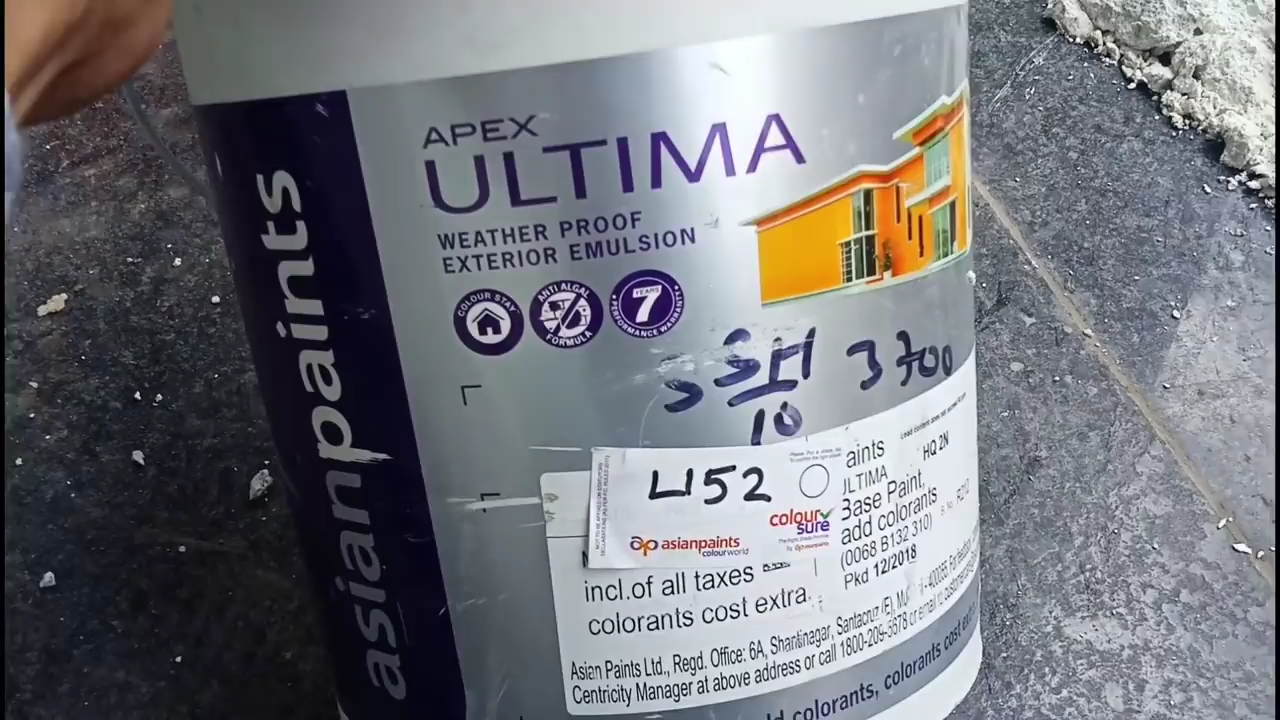 asianpaints
APEX
ULTIMA
WEATHER PROOF
EXTERIOR EMULSION
COLOUR STAY
ANTI ALGAL
FORMULA
YEARS
7
PERFORMANCE WARRANTY
3700
10
4152
colour
sure
asianpaints
colourworld
aints
HQ 2N
ULTIMA
Base Paint,
add colorants
(0068 B132 310)
Pkd 12/2018
incl.of all taxes
colorants cost extra.
Asian Paints Ltd., Regd. Office: 6A, Shantinagar, Santacruz (E),
Centricity Manager at above address or call 1800-209-5678 or email to
colorants, colorants cost